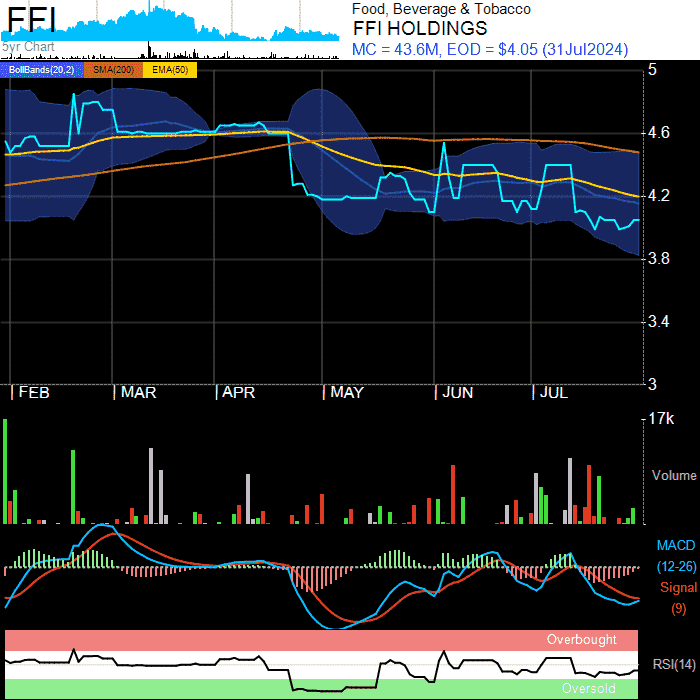 FFI
5yr Chart
Food, Beverage & Tobacco
FFI HOLDINGS
MC = 43.6M, EOD = $4.05 (31Jul2024)
BollBands(20,2) SMA(200) EMA(50)
5
4.6
4.2
3.8
3.4
3
FEB MAR APR MAY JUN JUL
17k
Volume
MACD
(12-26)
Signal
(9)
Overbought
RSI(14)
Oversold